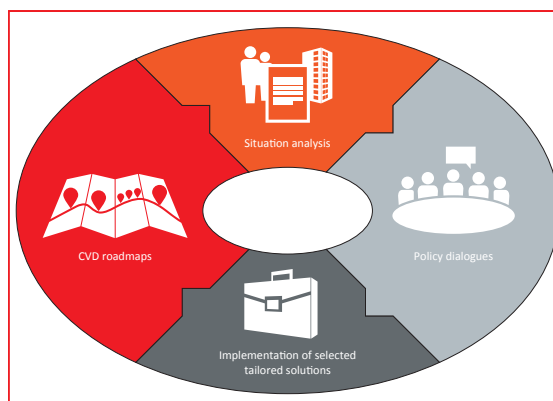 Situation analysis
CVD roadmaps
Policy dialogues
Implementation of selected
tailored solutions